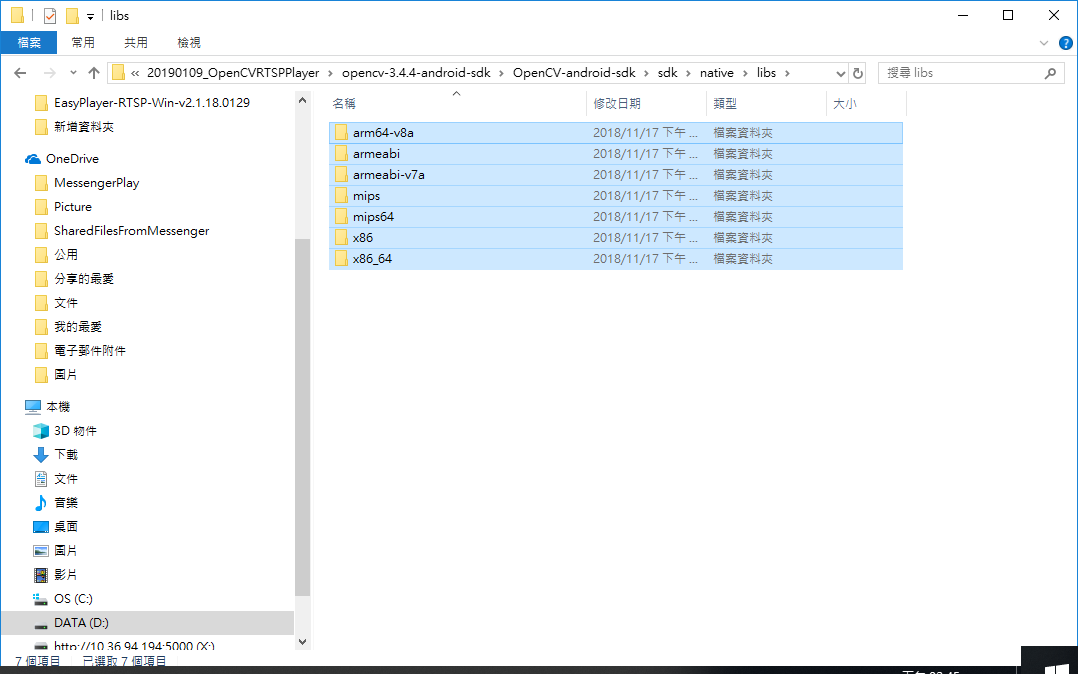 libs
檔案 常用 共用 檢視
« 20190109_OpenCVRTSPPlayer › opencv-3.4.4-android-sdk › OpenCV-android-sdk › sdk › native › libs ›
搜尋 libs
EasyPlayer-RTSP-Win-v2.1.18.0129
新增資料夾
OneDrive
MessengerPlay
Picture
SharedFilesFromMessenger
公用
分享的最愛
文件
我的最愛
電子郵件附件
圖片
本機
3D 物件
下載
文件
音樂
桌面
圖片
影片
OS (C:)
DATA (D:)
http://10.36.94.194:5000 (X:)
名稱 修改日期 類型 大小
arm64-v8a 2018/11/17 下午 ... 檔案資料夾
armeabi 2018/11/17 下午 ... 檔案資料夾
armeabi-v7a 2018/11/17 下午 ... 檔案資料夾
mips 2018/11/17 下午 ... 檔案資料夾
mips64 2018/11/17 下午 ... 檔案資料夾
x86 2018/11/17 下午 ... 檔案資料夾
x86_64 2018/11/17 下午 ... 檔案資料夾
7 個項目 已選取 7 個項目